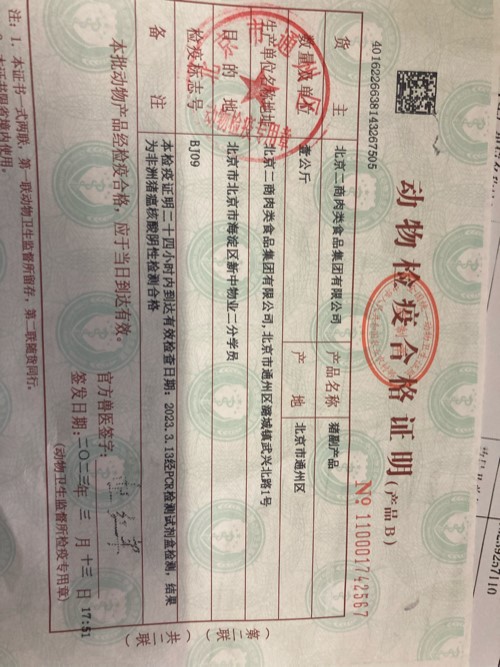 动物检疫合格证明(产品B)
40162266381432​67505
№ 1100017425​67
货 主 北京二商肉类食品集团有限公司 产品名称 猪副产品
数量及单位 壹公斤 产 地 北京市通州区
生产单位名称地址 北京二商肉类食品集团有限公司,北京市通州区潞城镇武兴北路1号
目 的 地 北京市北京市海淀区新中物业二分学员
检疫标志号 BJ09
备 注 本检疫证明二十四小时内到达有效检查日期:2023.3.13经PCR检测试剂盒检测,结果
为非洲猪瘟核酸阴性检测合格
本批动物产品经检疫合格,应于当日到达有效。
官方兽医签字:
签发日期:二〇二三年 三 月 十三 日 17:51
(动物卫生监督所检疫专用章)
(第二联)
(共二联)
注:1. 本证书一式两联,第一联动物卫生监督所留存,第二联随货同行。